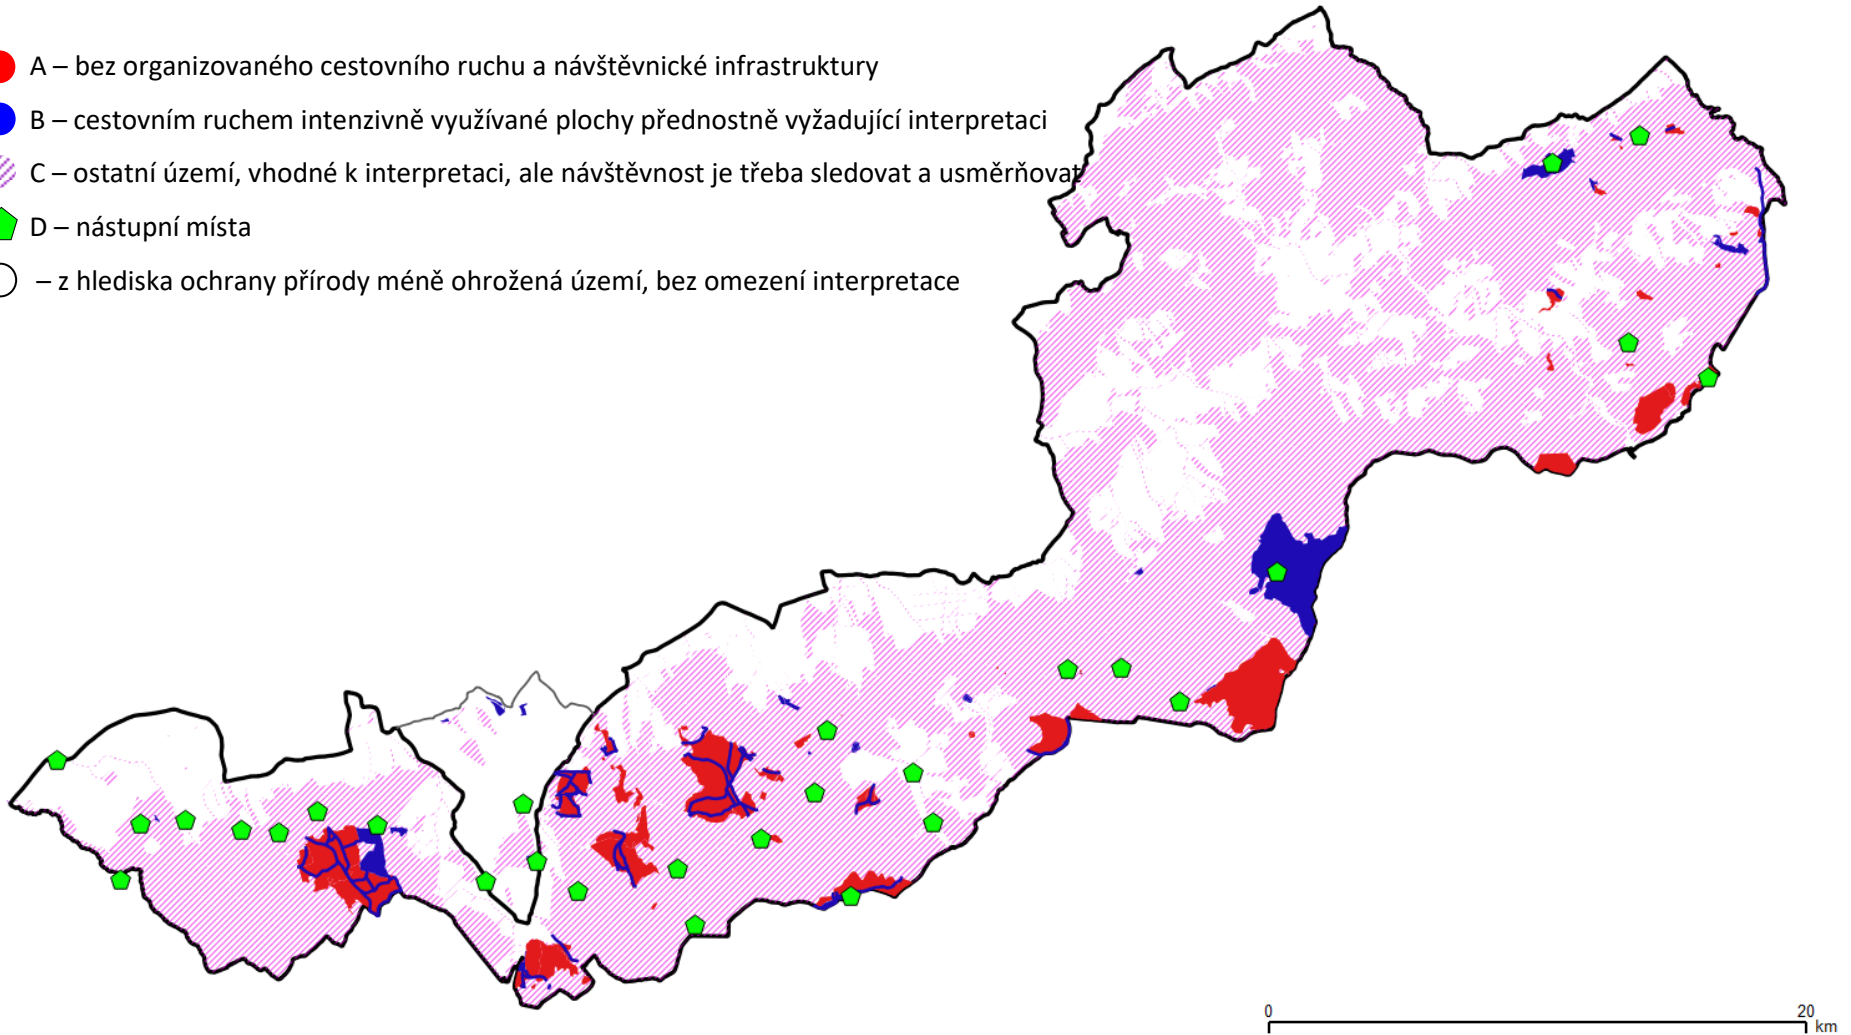 A – bez organizovaného cestovního ruchu a návštěvnické infrastruktury
B – cestovním ruchem intenzivně využívané plochy přednostně vyžadující interpretaci
C – ostatní území, vhodné k interpretaci, ale návštěvnost je třeba sledovat a usměrňovat
D – nástupní místa
– z hlediska ochrany přírody méně ohrožená území, bez omezení interpretace
0 20
km